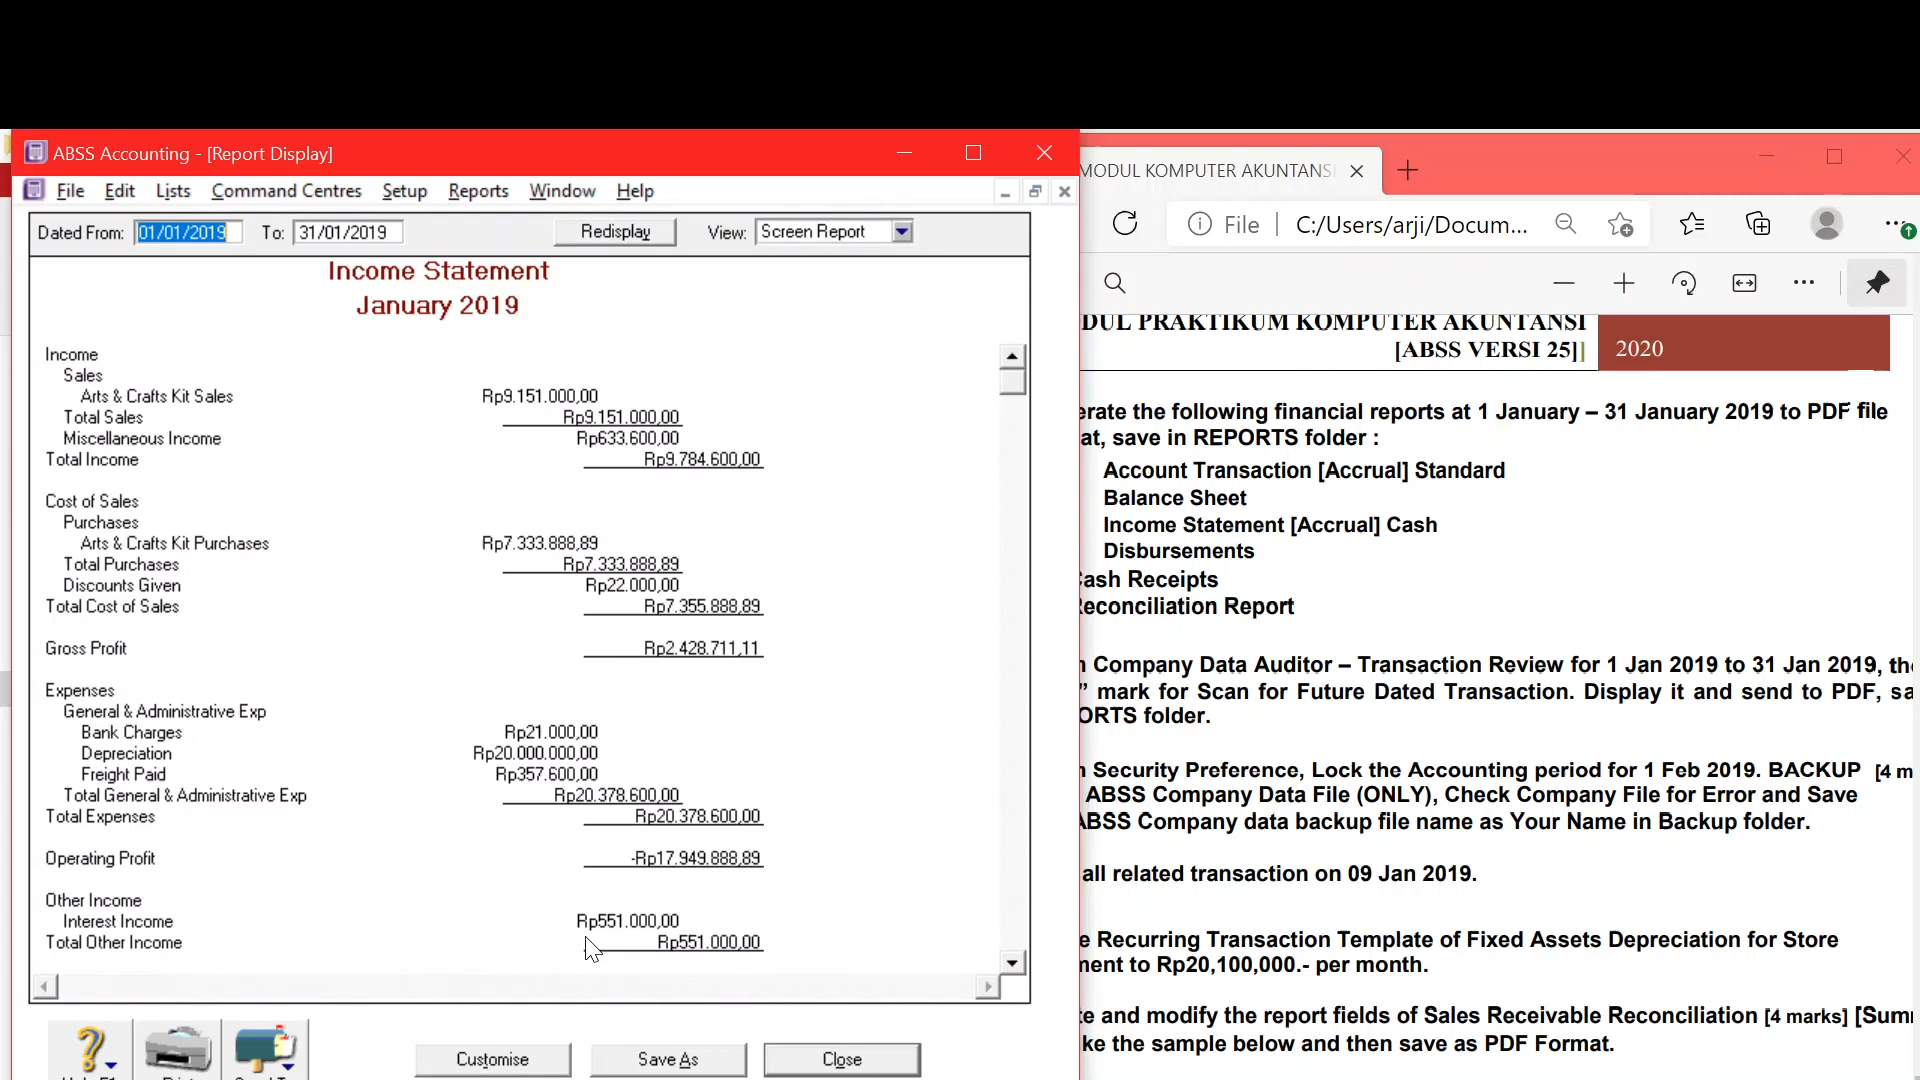 ABSS Accounting - [Report Display]
File Edit Lists Command Centres Setup Reports Window Help
Dated From: 01/01/2019 To: 31/01/2019 Redisplay View: Screen Report
Income Statement
January 2019
Income
Sales
Arts & Crafts Kit Sales Rp9.151.000,00
Total Sales Rp9.151.000,00
Miscellaneous Income Rp633.600,00
Total Income Rp9.784.600,00
Cost of Sales
Purchases
Arts & Crafts Kit Purchases Rp7.333.888,89
Total Purchases Rp7.333.888,89
Discounts Given Rp22.000,00
Total Cost of Sales Rp7.355.888,89
Gross Profit Rp2.428.711,11
Expenses
General & Administrative Exp
Bank Charges Rp21.000,00
Depreciation Rp20.000.000,00
Freight Paid Rp357.600,00
Total General & Administrative Exp Rp20.378.600,00
Total Expenses Rp20.378.600,00
Operating Profit -Rp17.949.888,89
Other Income
Interest Income Rp551.000,00
Total Other Income Rp551.000,00
Customise Save As Close
MODUL KOMPUTER AKUNTANS
File C:/Users/arji/Docum...
DUL PRAKTIKUM KOMPUTER AKUNTANSI
[ABSS VERSI 25]] 2020
erate the following financial reports at 1 January – 31 January 2019 to PDF file
at, save in REPORTS folder :
Account Transaction [Accrual] Standard
Balance Sheet
Income Statement [Accrual] Cash
Disbursements
Cash Receipts
Reconciliation Report
n Company Data Auditor – Transaction Review for 1 Jan 2019 to 31 Jan 2019, the
” mark for Scan for Future Dated Transaction. Display it and send to PDF, sa
ORTS folder.
n Security Preference, Lock the Accounting period for 1 Feb 2019. BACKUP [4 m
ABSS Company Data File (ONLY), Check Company File for Error and Save
ABSS Company data backup file name as Your Name in Backup folder.
all related transaction on 09 Jan 2019.
e Recurring Transaction Template of Fixed Assets Depreciation for Store
ment to Rp20,100,000.- per month.
te and modify the report fields of Sales Receivable Reconciliation [4 marks] [Sum
ke the sample below and then save as PDF Format.